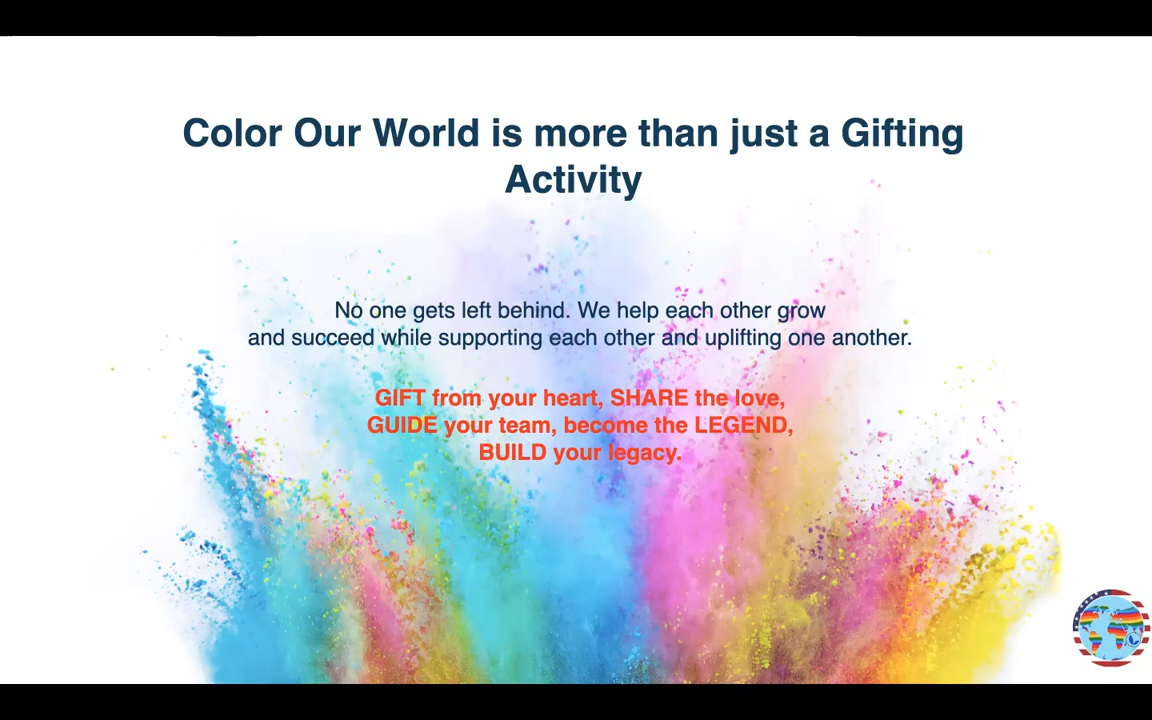 Color Our World is more than just a Gifting
Activity
No one gets left behind. We help each other grow
and succeed while supporting each other and uplifting one another.
GIFT from your heart, SHARE the love,
GUIDE your team, become the LEGEND,
BUILD your legacy.